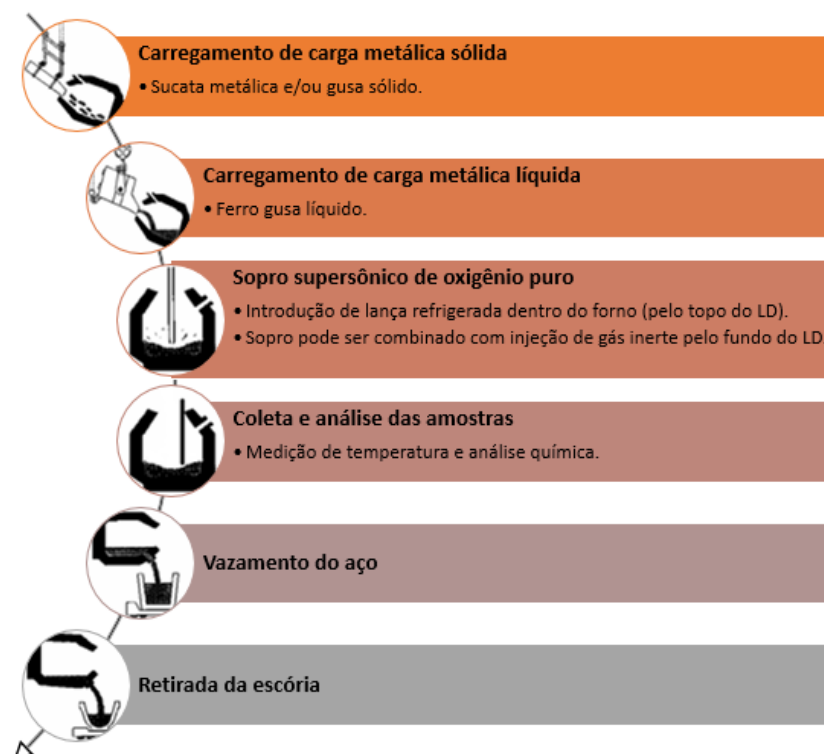 Carregamento de carga metálica sólida
• Sucata metálica e/ou gusa sólido.
Carregamento de carga metálica líquida
• Ferro gusa líquido.
Sopro supersônico de oxigênio puro
• Introdução de lança refrigerada dentro do forno (pelo topo do LD).
• Sopro pode ser combinado com injeção de gás inerte pelo fundo do LD.
Coleta e análise das amostras
• Medição de temperatura e análise química.
Vazamento do aço
Retirada da escória